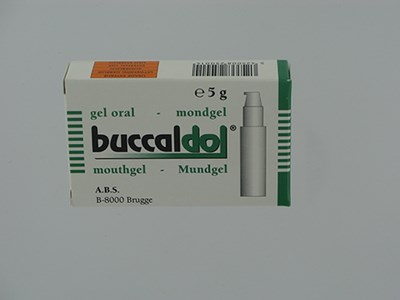 ℮ 5 g
gel oral - mondgel
buccaldol®
mouthgel - Mundgel
A.B.S.
B-8000 Brugge